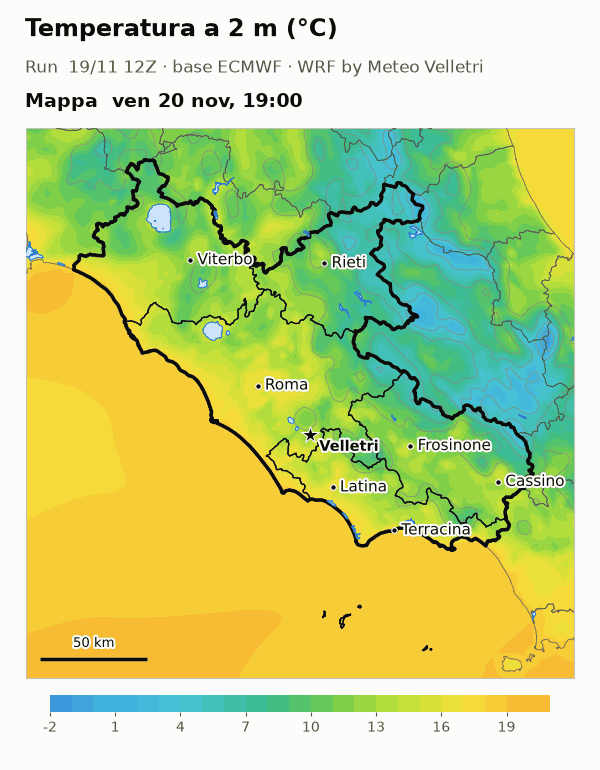 Temperatura a 2 m (°C)
Run 19/11 12Z · base ECMWF · WRF by Meteo Velletri
Mappa ven 20 nov, 19:00
Viterbo
Rieti
Roma
Velletri
Frosinone
Cassino
Latina
Terracina
50 km
-2 1 4 7 10 13 16 19